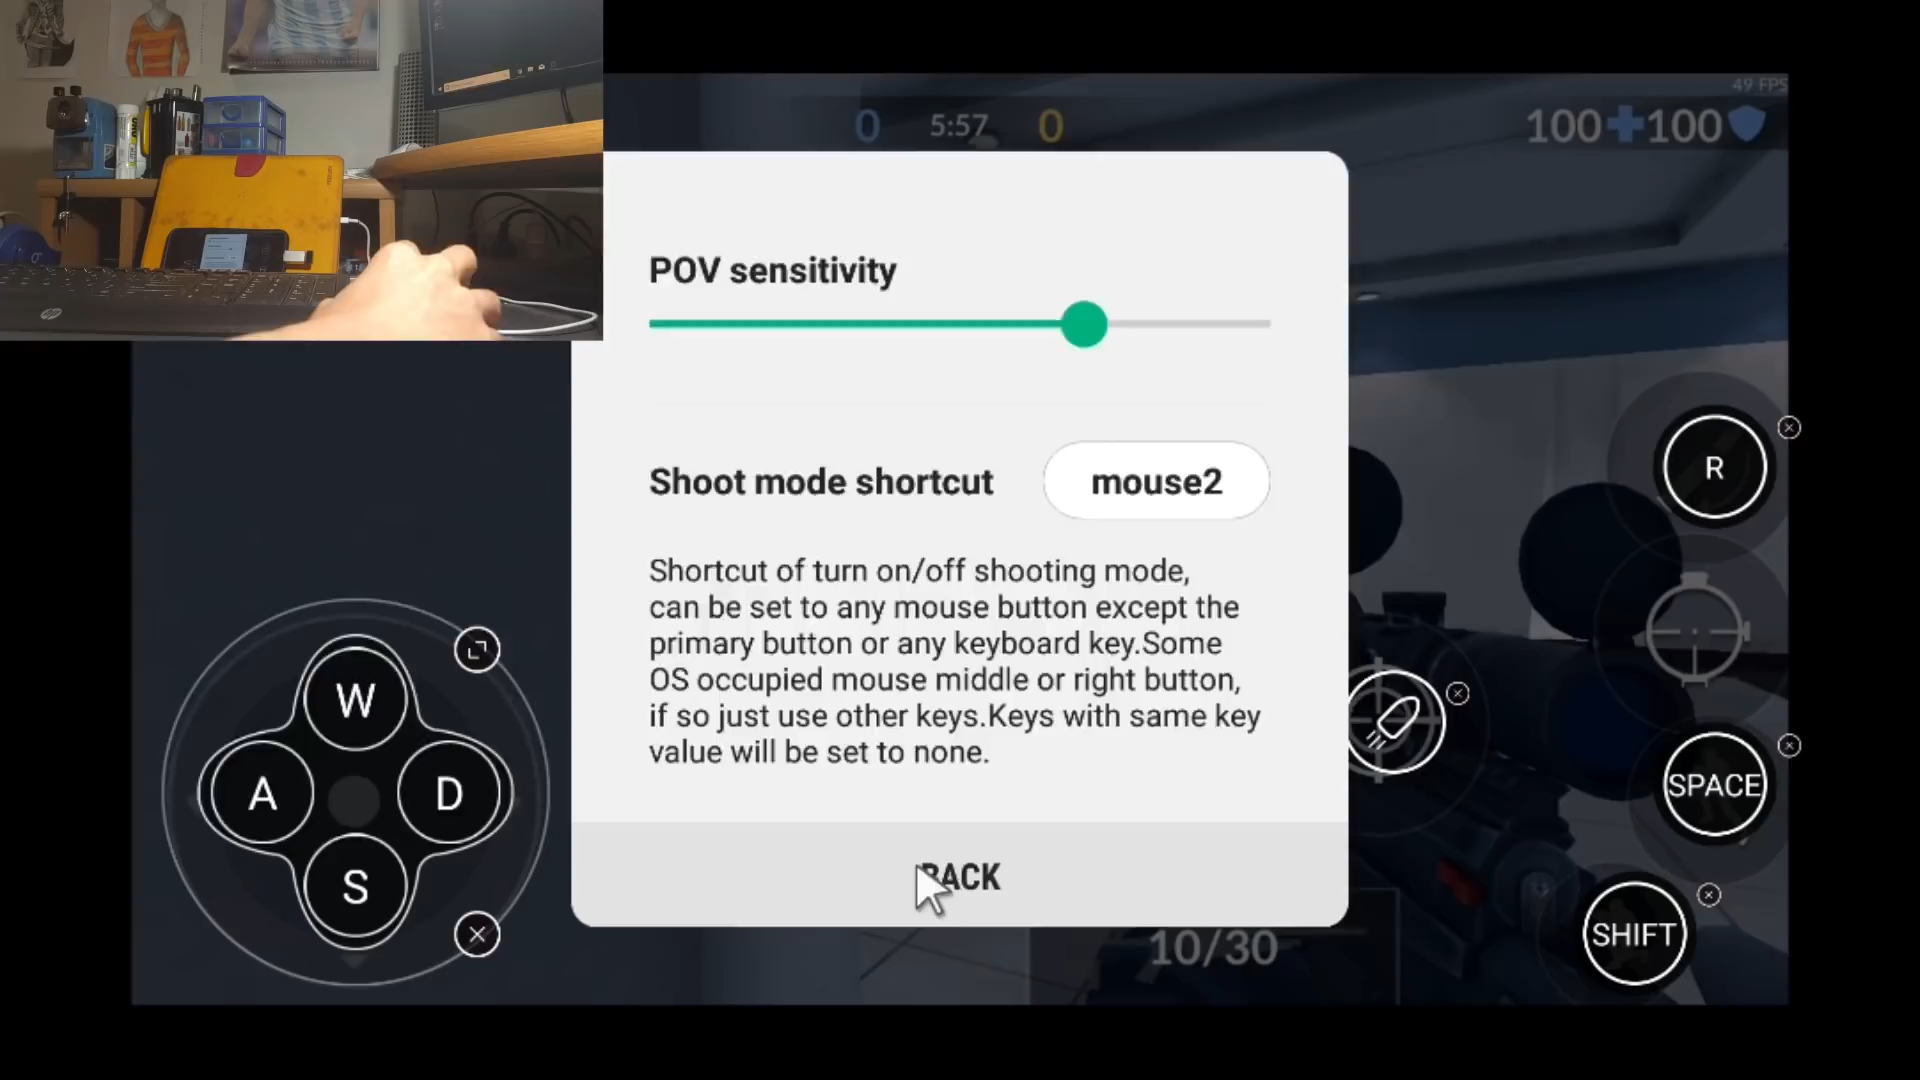 49 FPS
0 5:57 0
100 100
POV sensitivity
Shoot mode shortcut mouse2
Shortcut of turn on/off shooting mode,
can be set to any mouse button except the
primary button or any keyboard key.Some
OS occupied mouse middle or right button,
if so just use other keys.Keys with same key
value will be set to none.
BACK
10/30
W
A
D
S
R
SPACE
SHIFT
hp